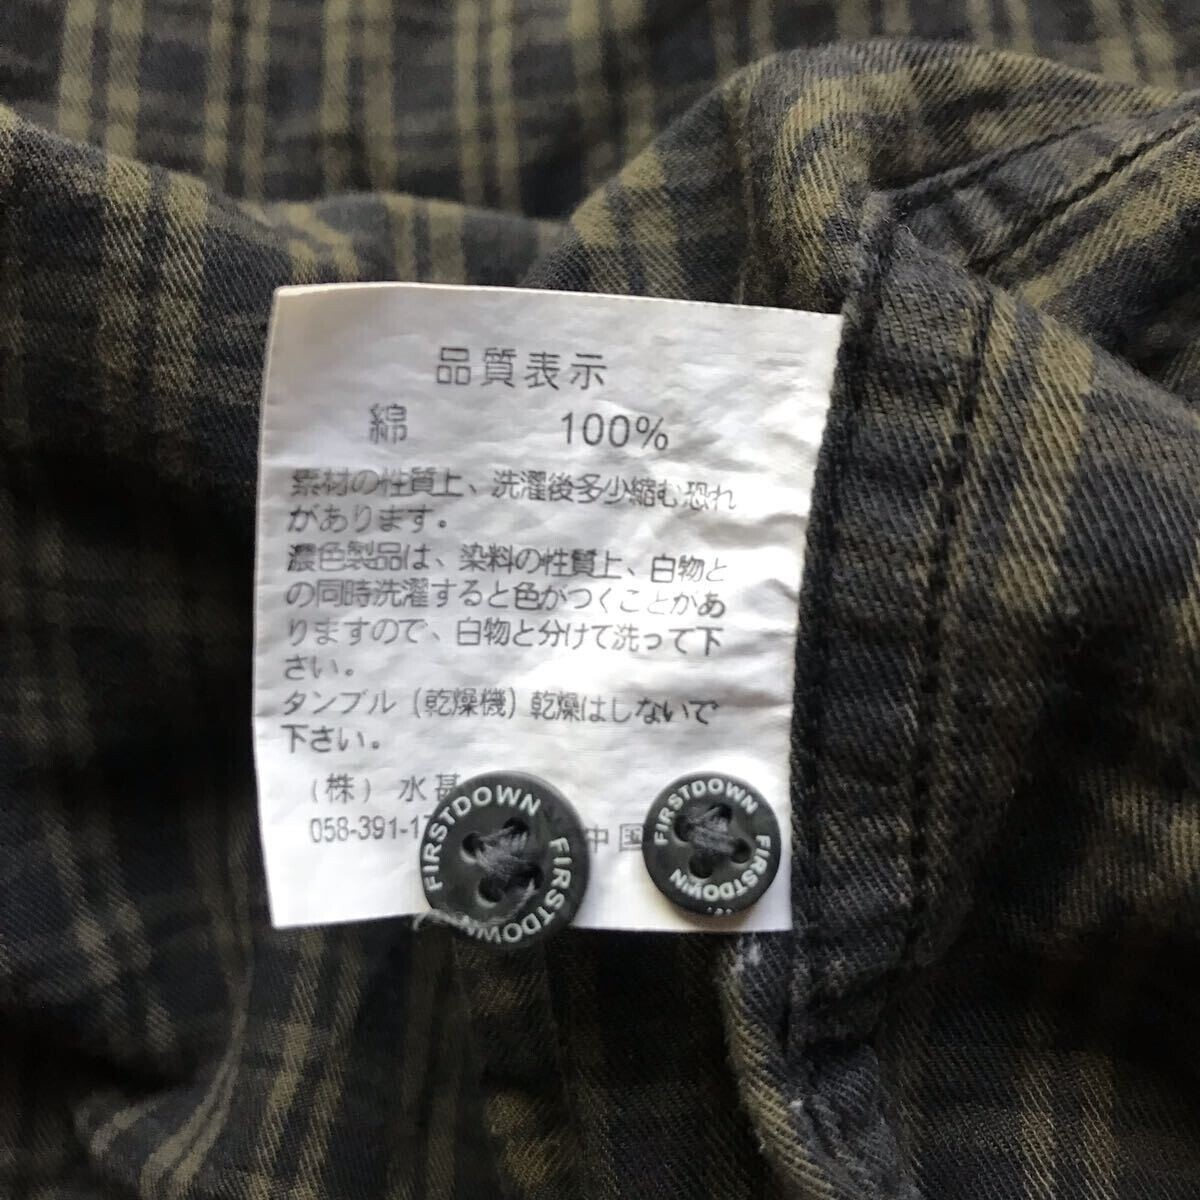 品質表示
綿 100%
素材の性質上、洗濯後多少縮む恐れ
があります。
濃色製品は、染料の性質上、白物と
の同時洗濯すると色がつくことがあ
りますので、白物と分けて洗って下
さい。
タンブル（乾燥機）乾燥はしないで
下さい。
（株）水甚
058-391-1 中国
FIRSTDOWN FIRSTDOWN
FIRSTDOWN FIRSTDOWN